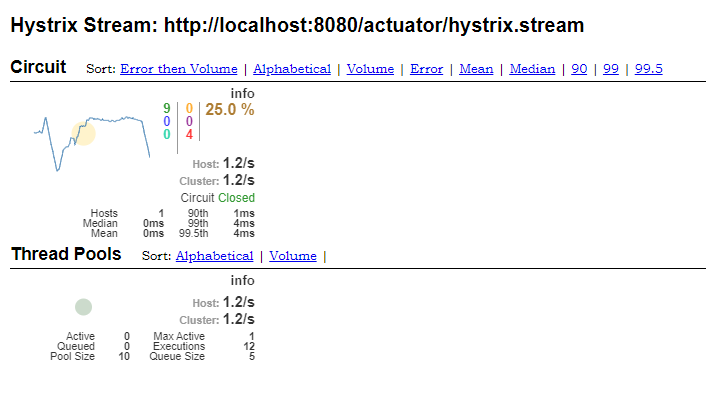 Hystrix Stream: http://localhost:8080/actuator/hystrix.stream
Circuit Sort: Error then Volume | Alphabetical | Volume | Error | Mean | Median | 90 | 99 | 99.5
info
9 0 25.0 %
0 0
0 4
Host: 1.2/s
Cluster: 1.2/s
Circuit Closed
Hosts 1 90th 1ms
Median 0ms 99th 4ms
Mean 0ms 99.5th 4ms
Thread Pools Sort: Alphabetical | Volume |
info
Host: 1.2/s
Cluster: 1.2/s
Active 0 Max Active 1
Queued 0 Executions 12
Pool Size 10 Queue Size 5